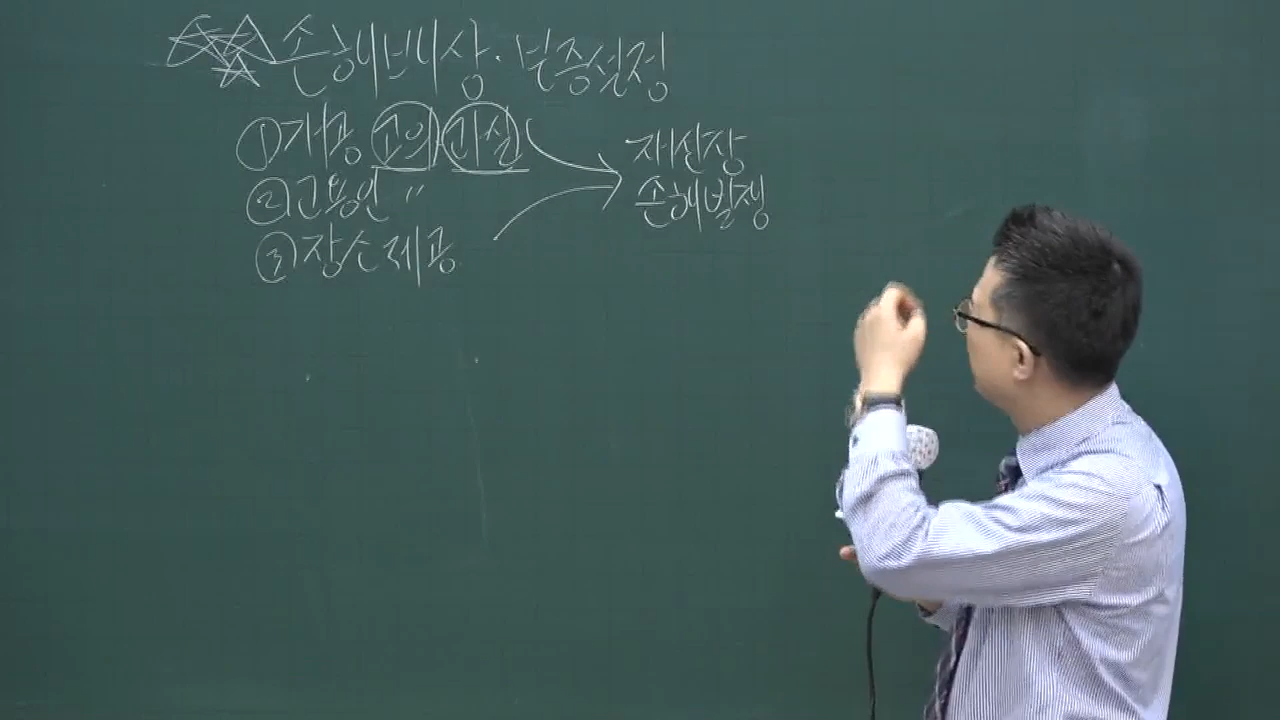 손해배상·보증설정
①개공 고의 과실
②고용인 〃
③장소제공
재산상
손해발생